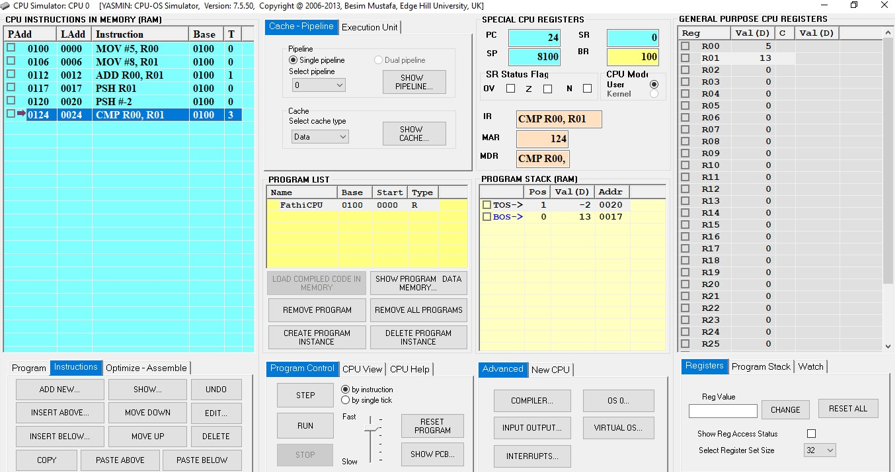 CPU Simulator: CPU 0   [YASMIN, CPU-OS Simulator, Version: 7.5.50, Copyright @ 2006-2013, Besim Mustafa, Edge Hill University, UK]
CPU INSTRUCTIONS IN MEMORY (RAM)
PAdd LAdd Instruction Base T
0100 0000 MOV #5, R00 0100 0
0106 0006 MOV #8, R01 0100 0
0112 0012 ADD R00, R01 0100 1
0117 0017 PSH R01 0100 0
0120 0020 PSH #-2 0100 0
0124 0024 CMP R00, R01 0100 3
Program Instructions Optimize - Assemble
ADD NEW... SHOW... UNDO
INSERT ABOVE... MOVE DOWN EDIT...
INSERT BELOW... MOVE UP DELETE
COPY PASTE ABOVE PASTE BELOW
Cache - Pipeline Execution Unit
Pipeline
Single pipeline Dual pipeline
Select pipeline
0
SHOW PIPELINE...
Cache
Select cache type
Data
SHOW CACHE...
PROGRAM LIST
Name Base Start Type
FathiCPU 0100 0000 R
LOAD COMPILED CODE IN MEMORY
SHOW PROGRAM DATA MEMORY...
REMOVE PROGRAM REMOVE ALL PROGRAMS
CREATE PROGRAM INSTANCE
DELETE PROGRAM INSTANCE
Program Control CPU View CPU Help
STEP
by instruction
by single tick
RUN
Fast
RESET PROGRAM
STOP
Slow
SHOW PCB...
SPECIAL CPU REGISTERS
PC 24 SR 0
SP 8100 BR 100
SR Status Flag
OV Z N
CPU Mode
User
Kernel
IR CMP R00, R01
MAR 124
MDR CMP R00,
PROGRAM STACK (RAM)
Pos Val(D) Addr
TOS-> 1 -2 0020
BOS-> 0 13 0017
Advanced New CPU
COMPILER... OS 0...
INPUT OUTPUT... VIRTUAL OS...
INTERRUPTS...
GENERAL PURPOSE CPU REGISTERS
Reg Val(D) C Val(D)
R00 5
R01 13
R02 0
R03 0
R04 0
R05 0
R06 0
R07 0
R08 0
R09 0
R10 0
R11 0
R12 0
R13 0
R14 0
R15 0
R16 0
R17 0
R18 0
R19 0
R20 0
R21 0
R22 0
R23 0
R24 0
R25 0
Registers Program Stack Watch
Reg Value
CHANGE RESET ALL
Show Reg Access Status
Select Register Set Size 32